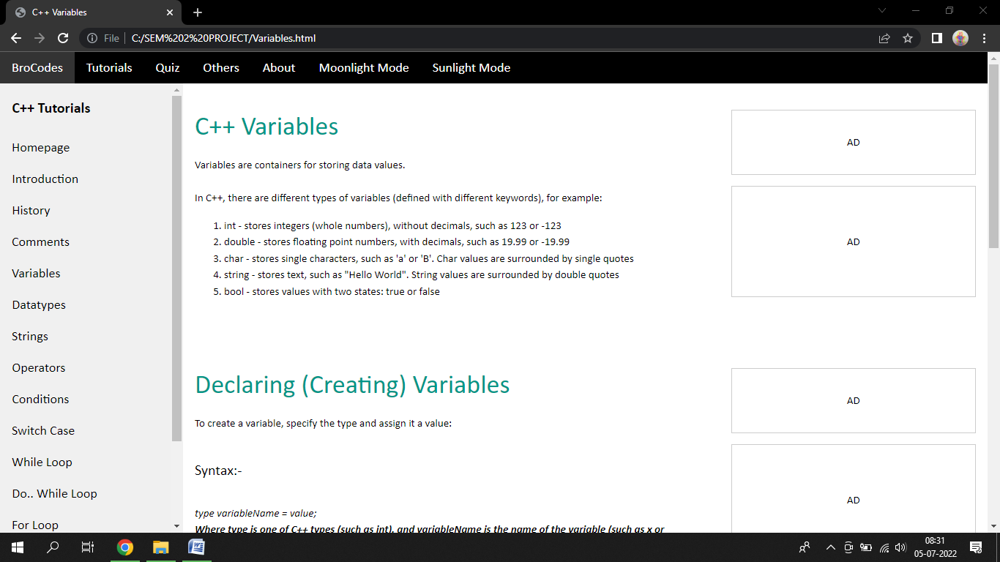 C++ Variables
File
C:/SEM%202%20PROJECT/Variables.html
BroCodes Tutorials Quiz Others About Moonlight Mode Sunlight Mode
C++ Tutorials
Homepage
Introduction
History
Comments
Variables
Datatypes
Strings
Operators
Conditions
Switch Case
While Loop
Do.. While Loop
For Loop
C++ Variables
Variables are containers for storing data values.
In C++, there are different types of variables (defined with different keywords), for example:
1. int - stores integers (whole numbers), without decimals, such as 123 or -123
2. double - stores floating point numbers, with decimals, such as 19.99 or -19.99
3. char - stores single characters, such as 'a' or 'B'. Char values are surrounded by single quotes
4. string - stores text, such as "Hello World". String values are surrounded by double quotes
5. bool - stores values with two states: true or false
AD
AD
Declaring (Creating) Variables
To create a variable, specify the type and assign it a value:
Syntax:-
type variableName = value;
Where type is one of C++ types (such as int), and variableName is the name of the variable (such as x or
AD
AD
08:31
05-07-2022